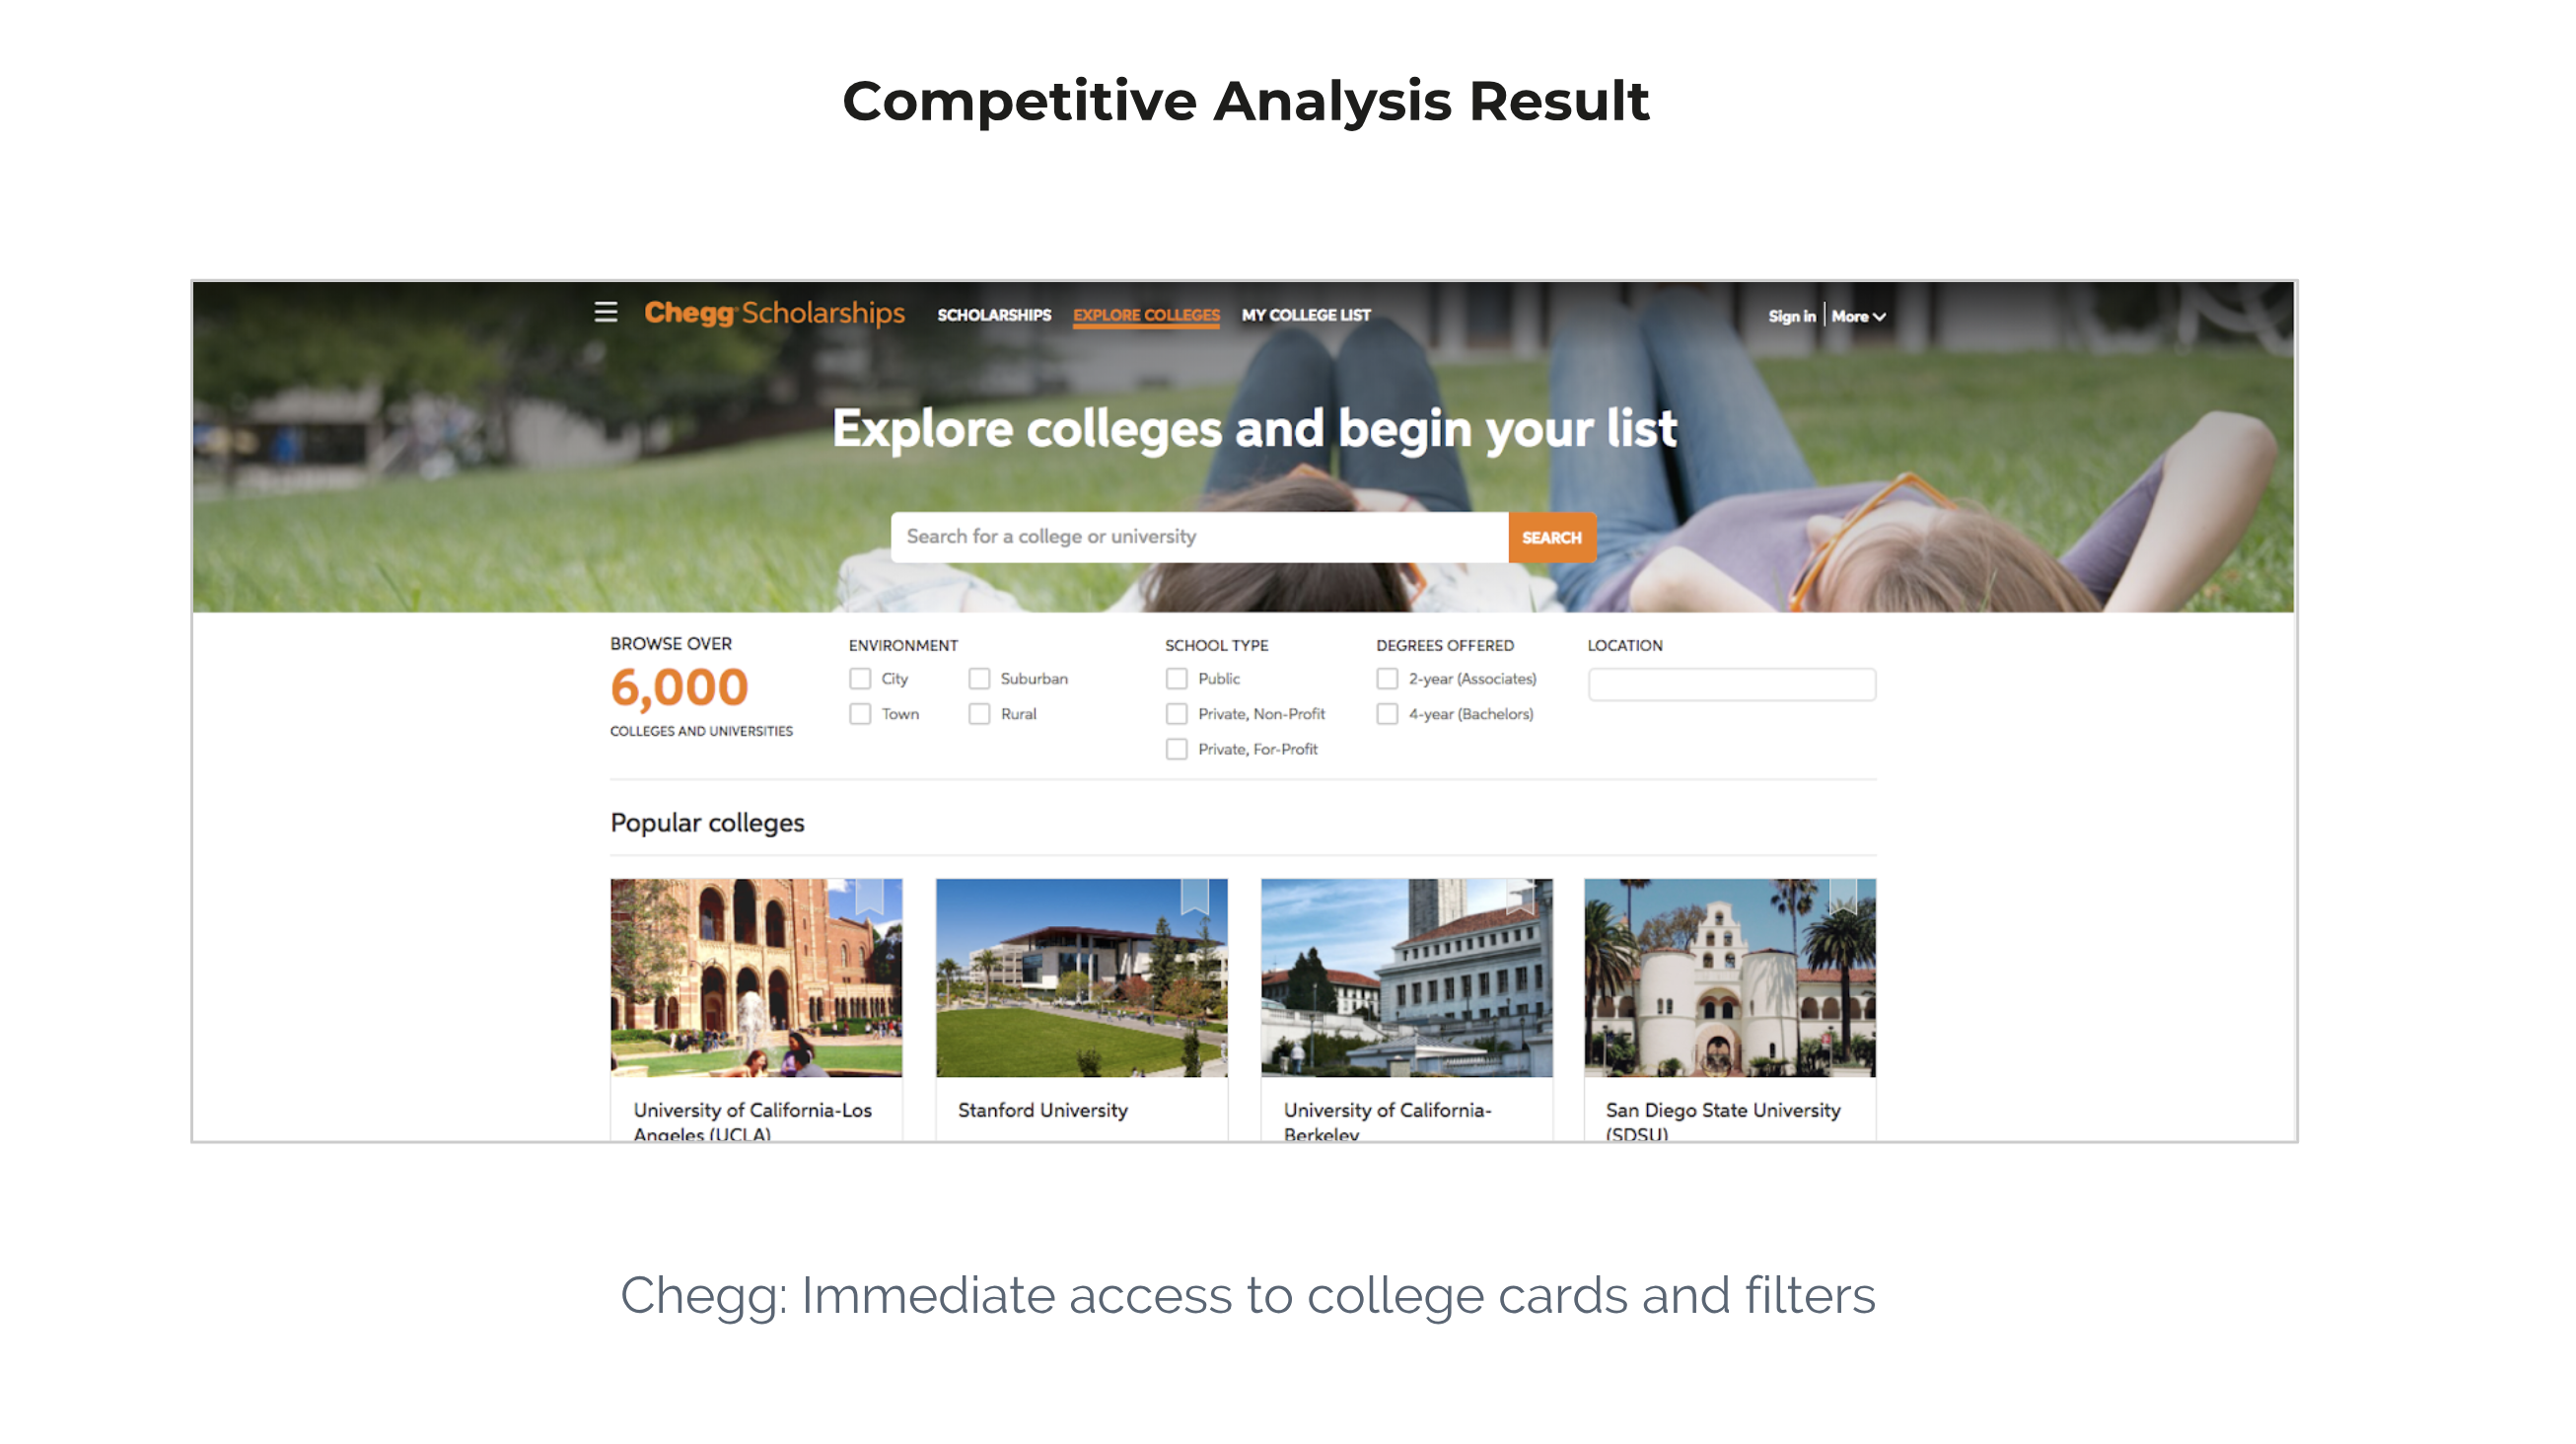 Competitive Analysis Result
Chegg Scholarships SCHOLARSHIPS EXPLORE COLLEGES MY COLLEGE LIST Sign in More
Explore colleges and begin your list
Search for a college or university SEARCH
BROWSE OVER
6,000
COLLEGES AND UNIVERSITIES
ENVIRONMENT
City Suburban
Town Rural
SCHOOL TYPE
Public
Private, Non-Profit
Private, For-Profit
DEGREES OFFERED
2-year (Associates)
4-year (Bachelors)
LOCATION
Popular colleges
University of California-Los
Angeles (UCLA)
Stanford University
University of California-
Berkeley
San Diego State University
(SDSU)
Chegg: Immediate access to college cards and filters